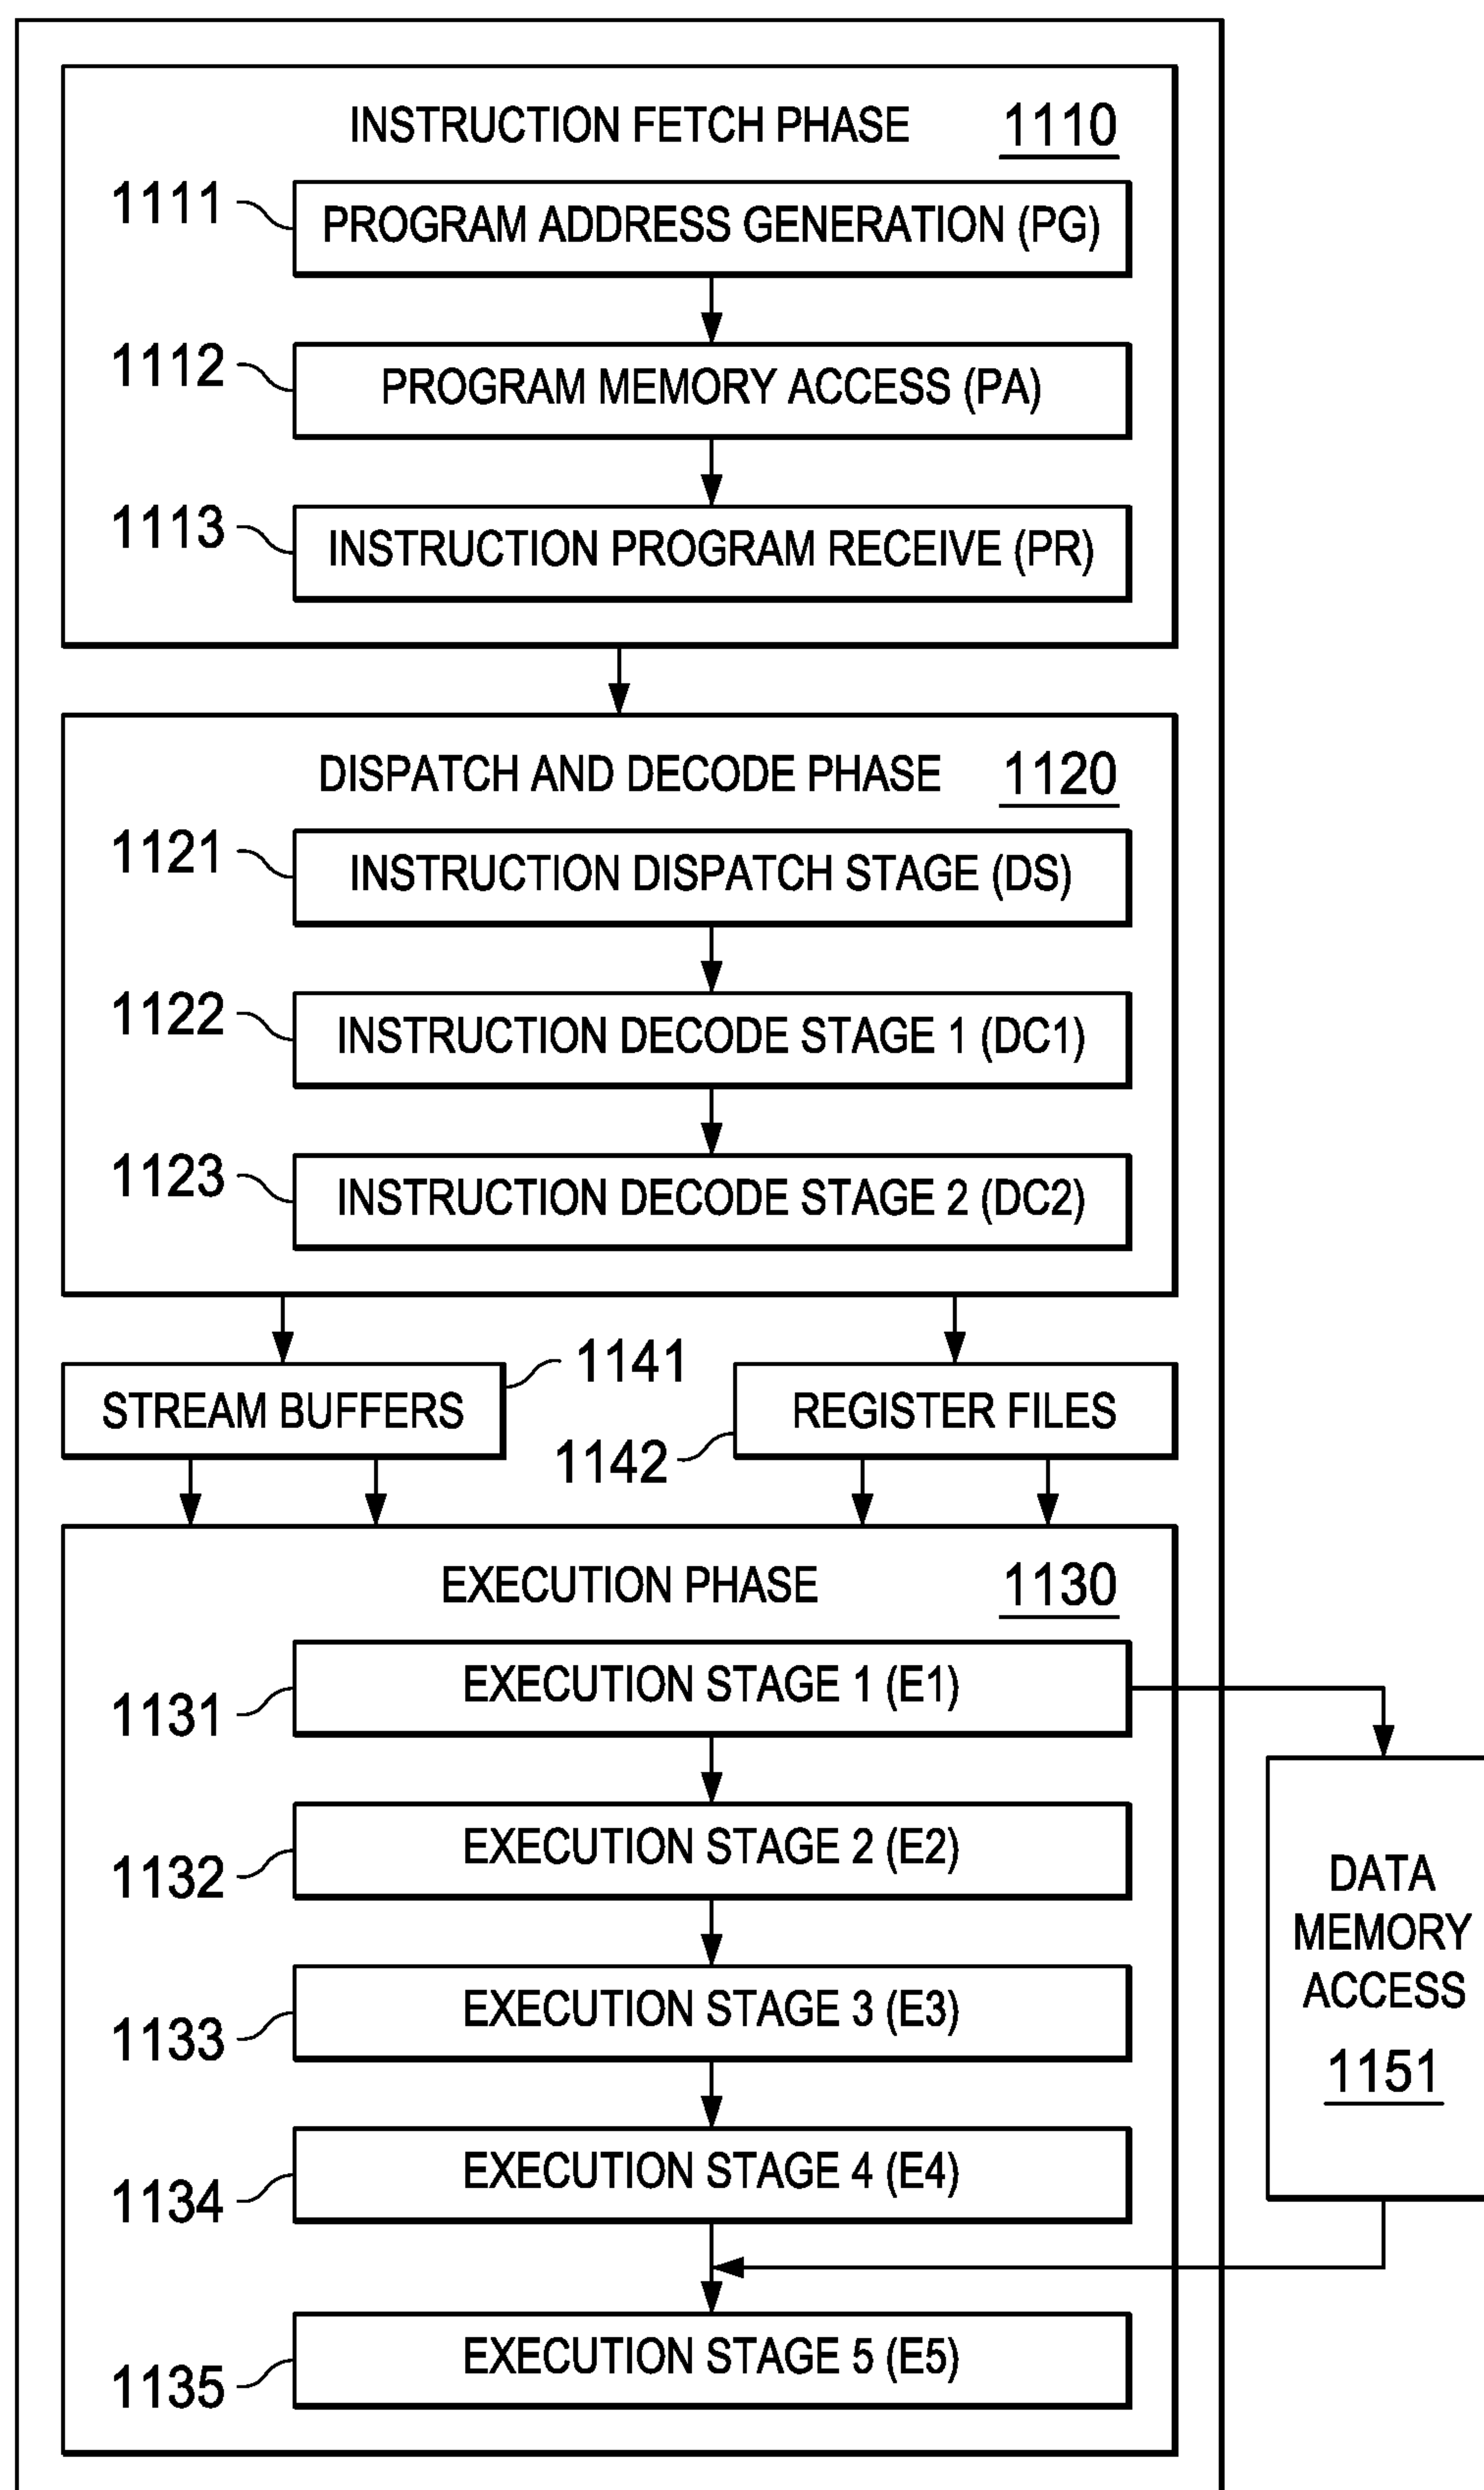 INSTRUCTION FETCH PHASE 1110
1111 PROGRAM ADDRESS GENERATION (PG)
1112 PROGRAM MEMORY ACCESS (PA)
1113 INSTRUCTION PROGRAM RECEIVE (PR)
DISPATCH AND DECODE PHASE 1120
1121 INSTRUCTION DISPATCH STAGE (DS)
1122 INSTRUCTION DECODE STAGE 1 (DC1)
1123 INSTRUCTION DECODE STAGE 2 (DC2)
STREAM BUFFERS
1141
REGISTER FILES
1142
EXECUTION PHASE 1130
1131 EXECUTION STAGE 1 (E1)
1132 EXECUTION STAGE 2 (E2)
1133 EXECUTION STAGE 3 (E3)
1134 EXECUTION STAGE 4 (E4)
1135 EXECUTION STAGE 5 (E5)
DATA
MEMORY
ACCESS
1151